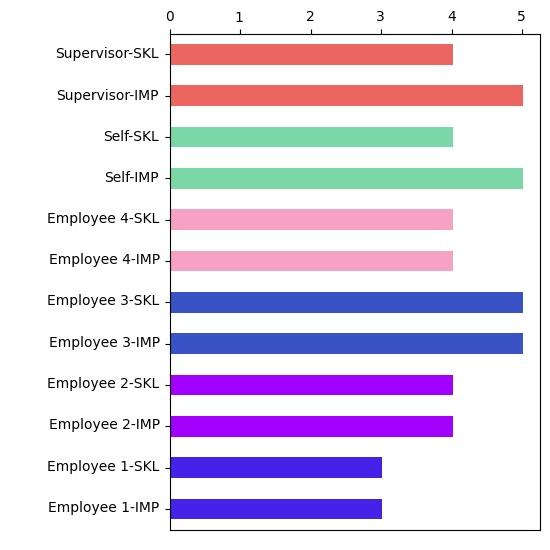 0 1 2 3 4 5
Supervisor-SKL
Supervisor-IMP
Self-SKL
Self-IMP
Employee 4-SKL
Employee 4-IMP
Employee 3-SKL
Employee 3-IMP
Employee 2-SKL
Employee 2-IMP
Employee 1-SKL
Employee 1-IMP